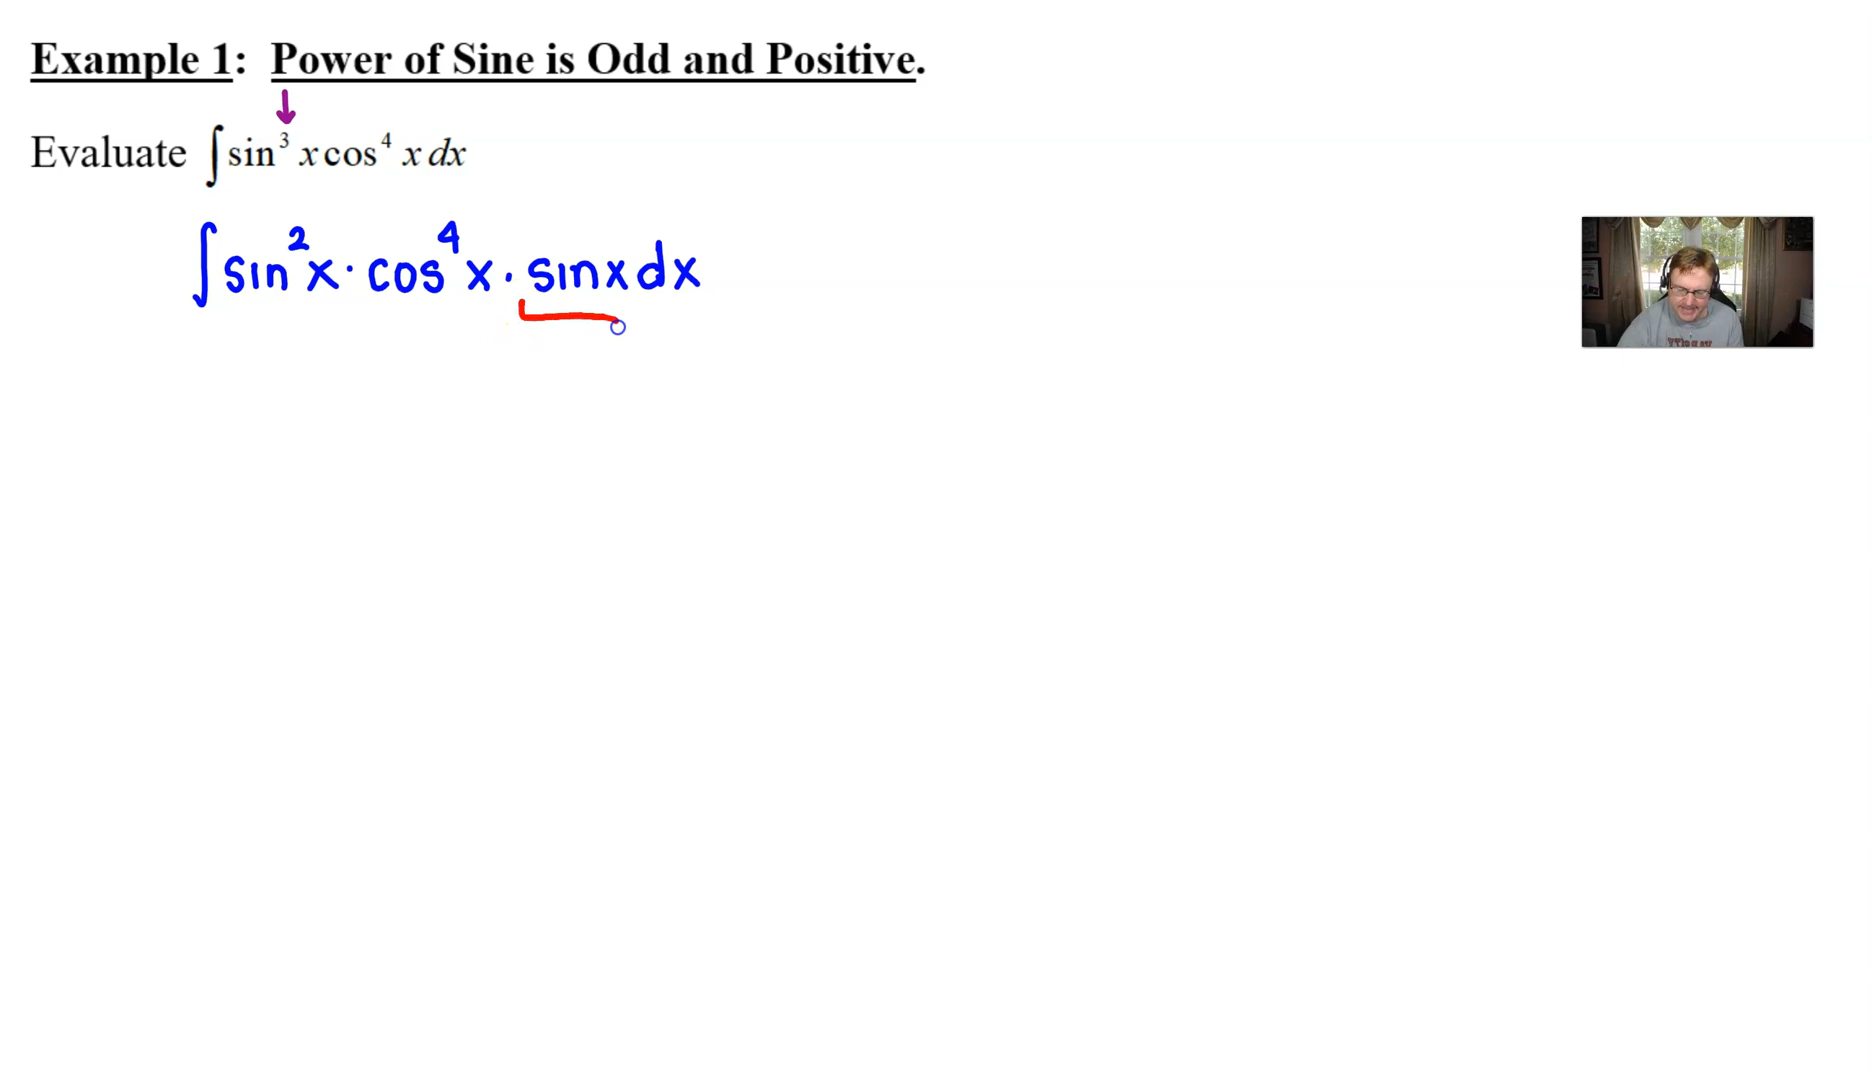 Example 1: Power of Sine is Odd and Positive.
Evaluate ∫sin³ x cos⁴ x dx
∫sin²x · cos⁴x · sinx dx